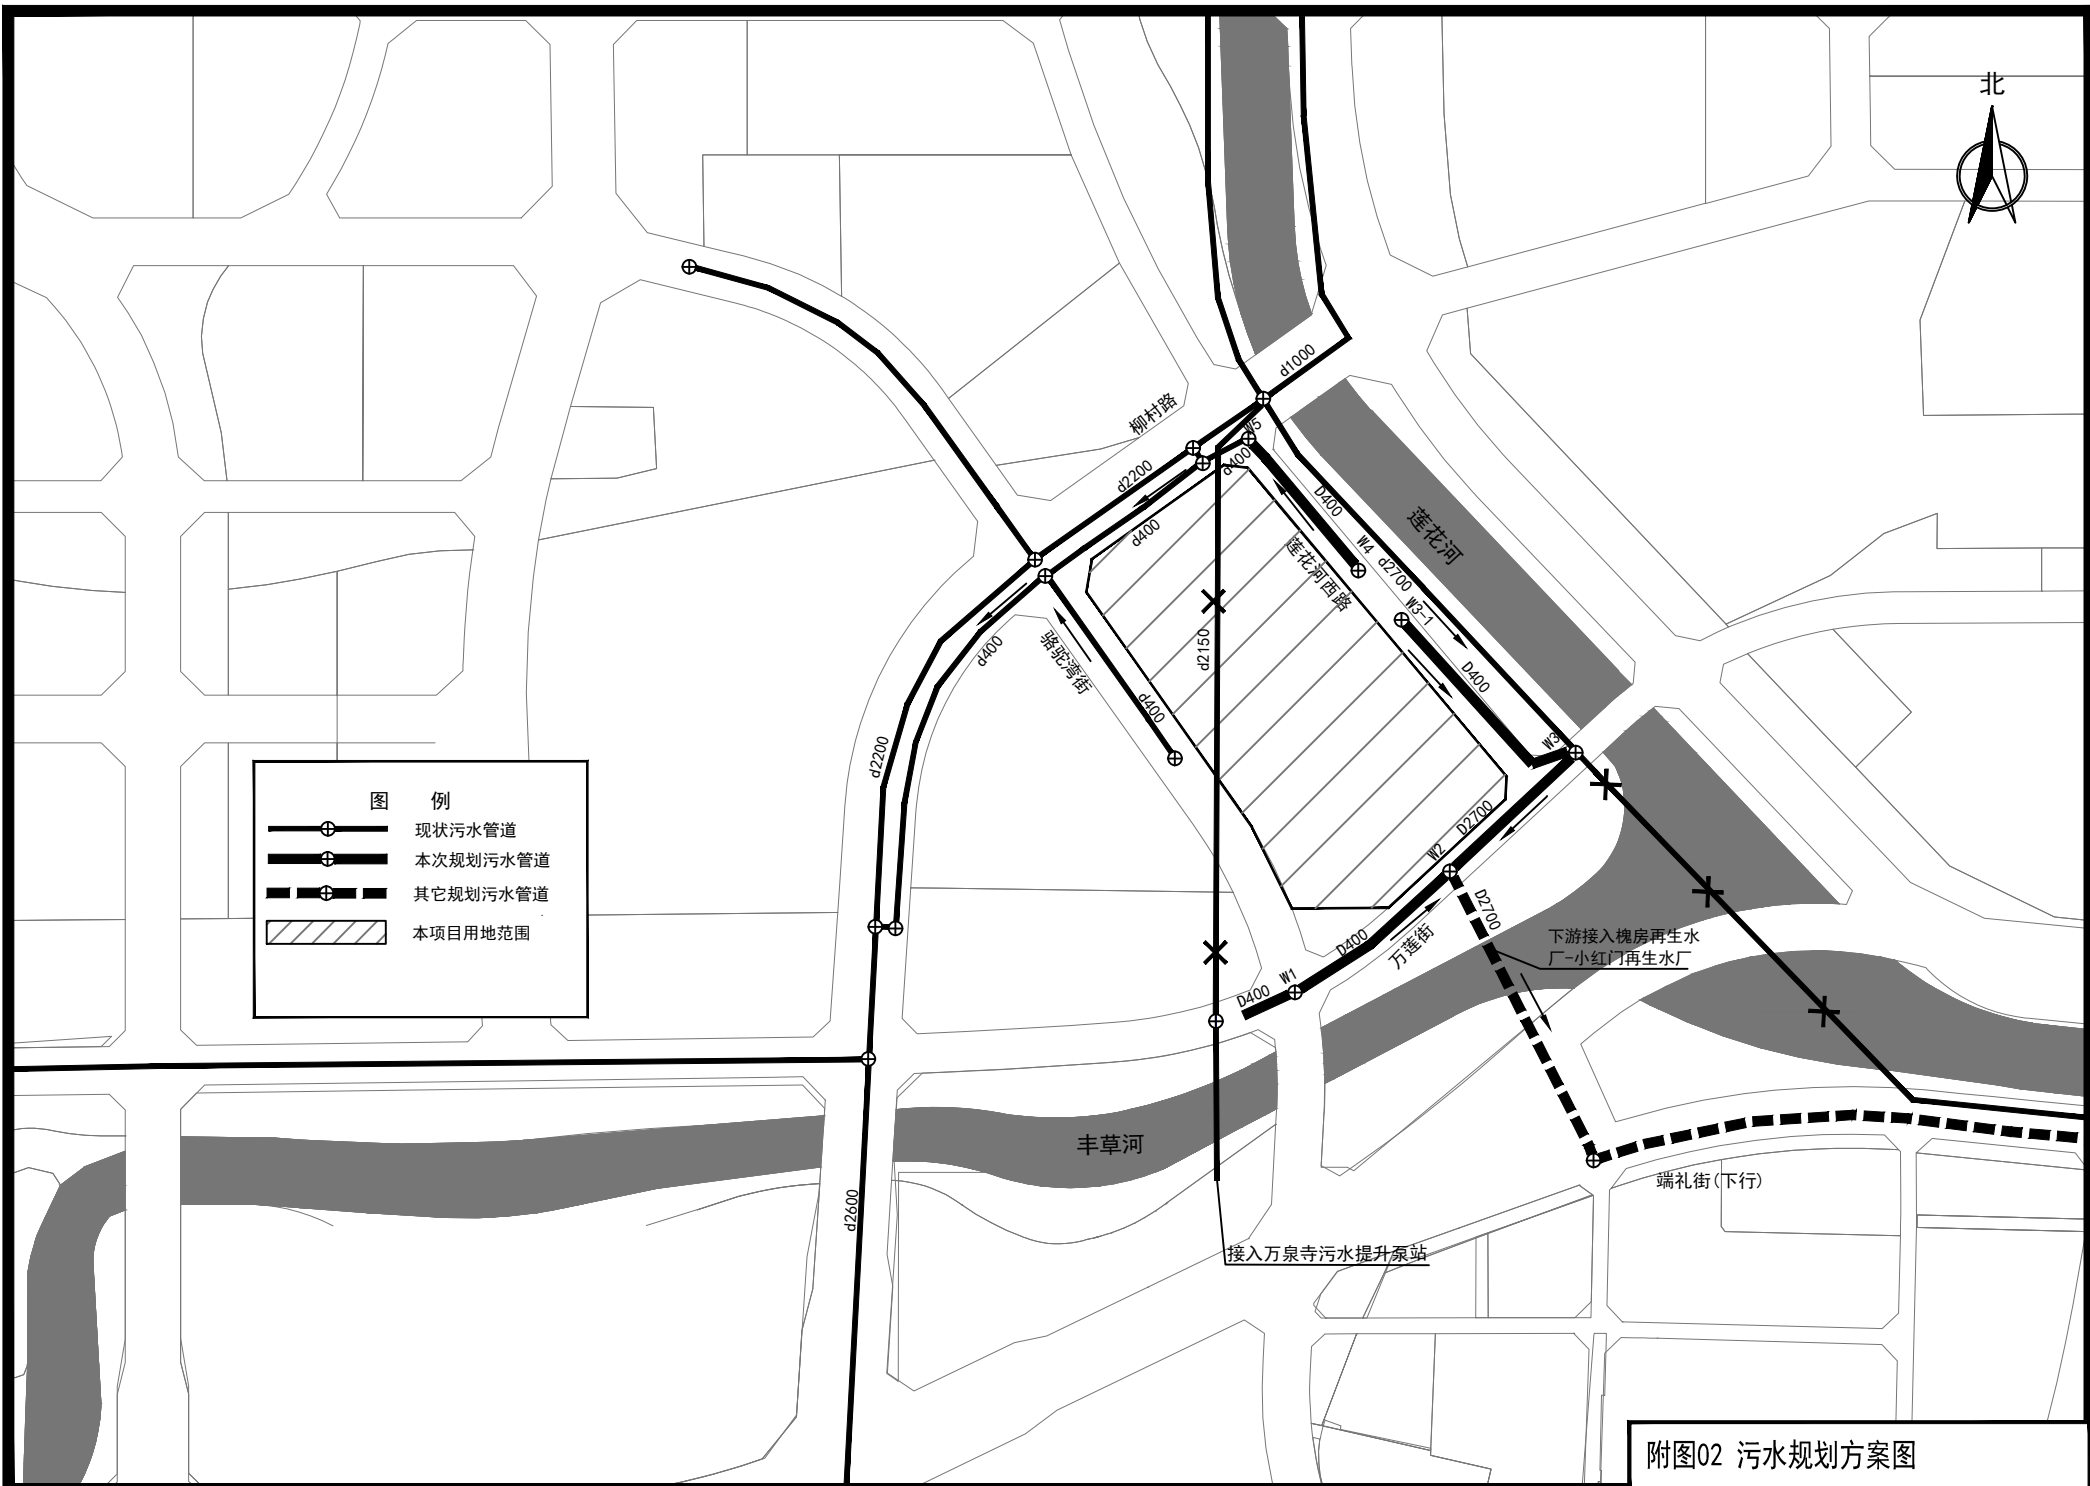 北
d1000
柳村路
W5
d400
d2200
D400
莲花河
d400
W4
d2700
莲花河西路
W3-1
d2150
d400
骆驼湾街
D400
d400
W3
d2200
图 例
现状污水管道
本次规划污水管道
其它规划污水管道
本项目用地范围
D2700
W2
D2700
下游接入槐房再生水
厂-小红门再生水厂
D400
万莲街
W1
D400
丰草河
端礼街(下行)
d2600
接入万泉寺污水提升泵站
附图02 污水规划方案图